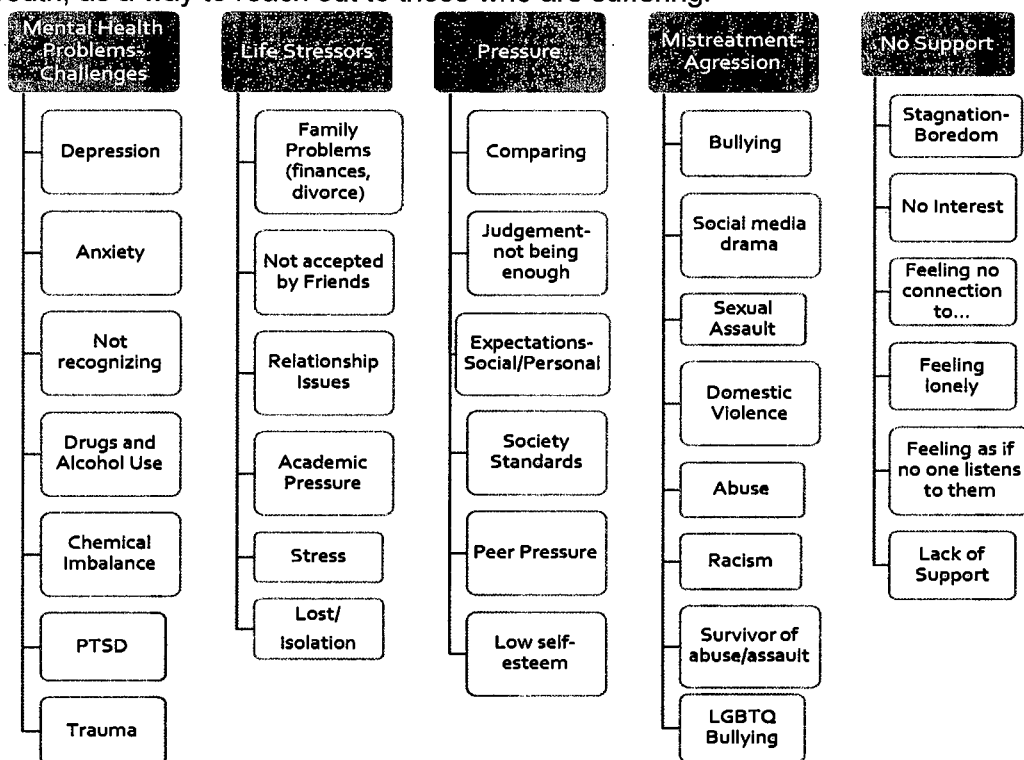 Mental Health
Problems-
Challenges
Depression
Anxiety
Not
recognizing
Drugs and
Alcohol Use
Chemical
Imbalance
PTSD
Trauma
Life Stressors
Family
Problems
(finances,
divorce)
Not accepted
by Friends
Relationship
Issues
Academic
Pressure
Stress
Lost/
Isolation
Pressure
Comparing
Judgement-
not being
enough
Expectations-
Social/Personal
Society
Standards
Peer Pressure
Low self-
esteem
Mistreatment-
Agression
Bullying
Social media
drama
Sexual
Assault
Domestic
Violence
Abuse
Racism
Survivor of
abuse/assault
LGBTQ
Bullying
No Support
Stagnation-
Boredom
No Interest
Feeling no
connection
to...
Feeling
lonely
Feeling as if
no one listens
to them
Lack of
Support